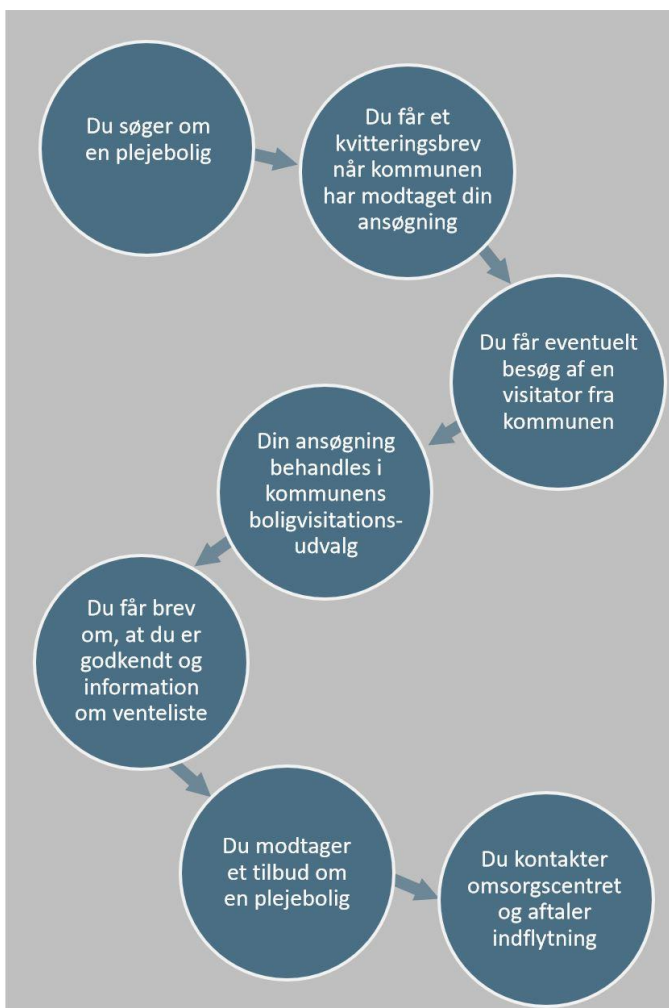 Du søger om
en plejebolig
Du får et
kvitteringsbrev
når kommunen
har modtaget din
ansøgning
Du får eventuelt
besøg af en
visitator fra
kommunen
Din ansøgning
behandles i
kommunens
boligvisitations-
udvalg
Du får brev
om, at du er
godkendt og
information
om venteliste
Du modtager
et tilbud om
en plejebolig
Du kontakter
omsorgscentret
og aftaler
indflytning